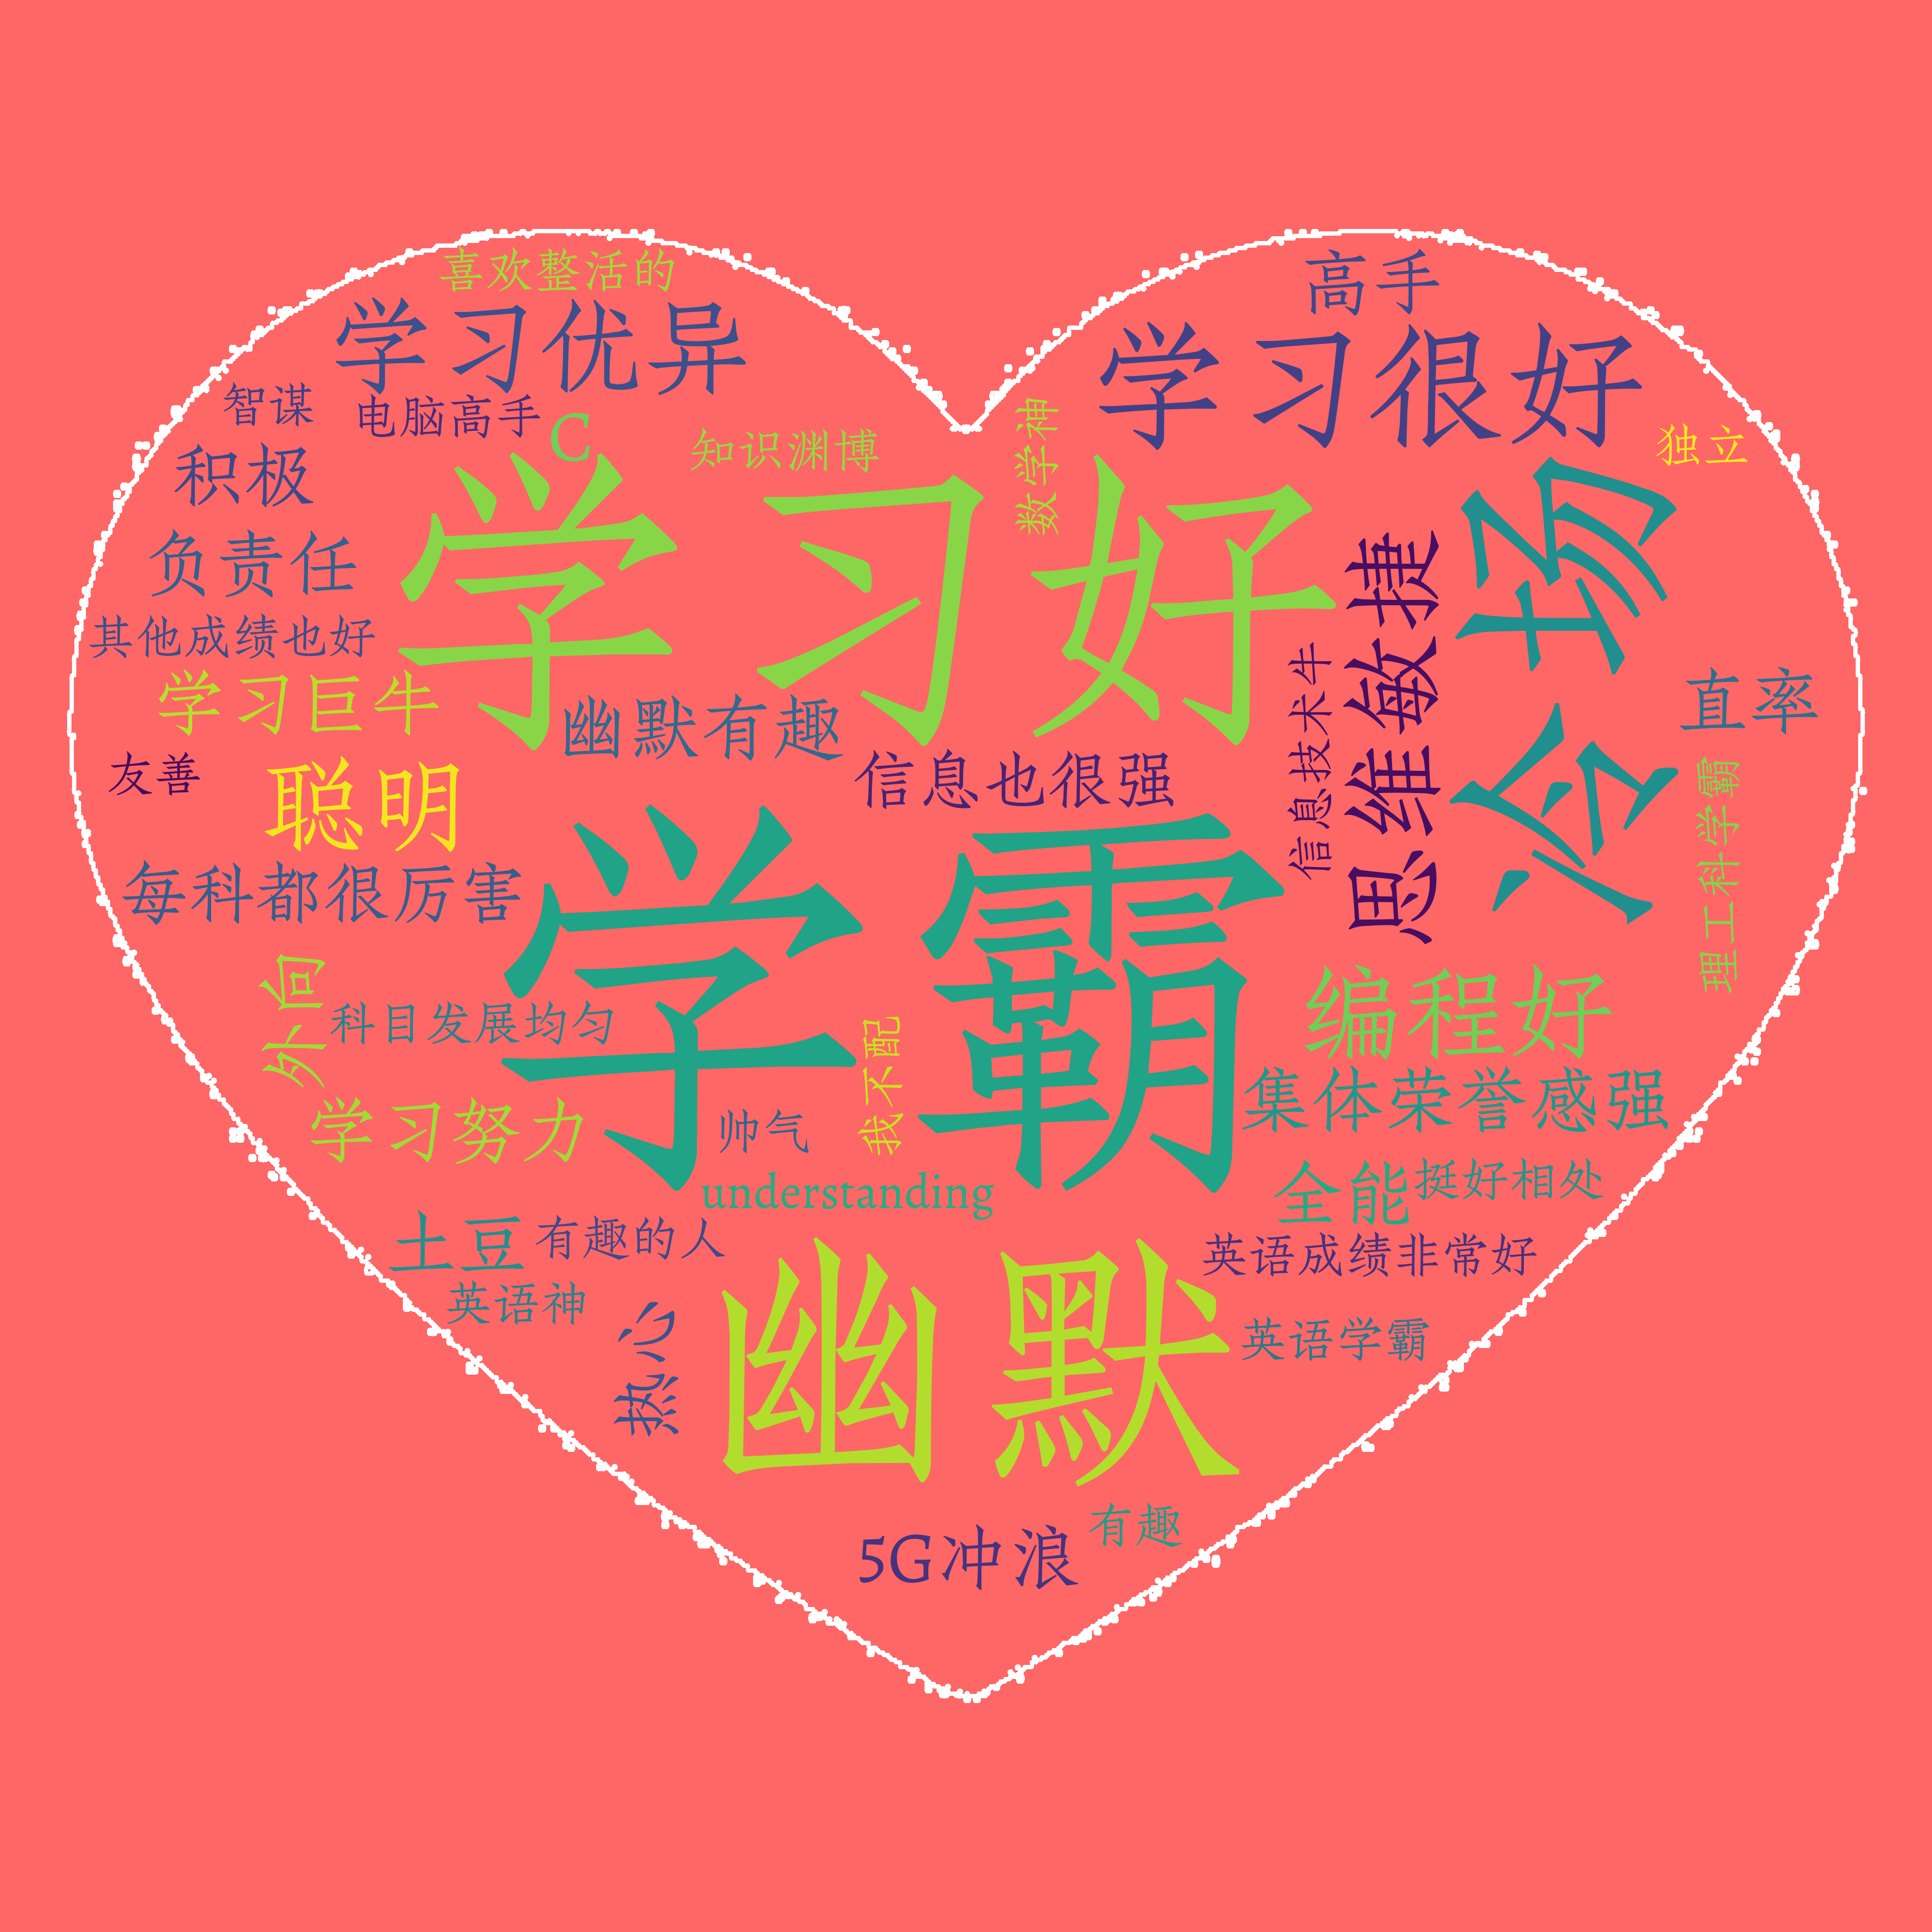 喜欢整活的
高手
学习优异
学习很好
智谋
电脑高手
C
知识渊博
数学神
独立
积极
学习好
负责任
思维敏捷
冷场
其他成绩也好
学习巨牛
幽默有趣
信息技术牛
直率
友善
聪明
信息也很强
理工科学霸
每科都很厉害
学霸
大回
科目发展均匀
我不配
编程好
集体荣誉感强
学习努力
帅气
understanding
全能
挺好相处
土豆
有趣的人
英语成绩非常好
英语神
热心
幽默
英语学霸
5G冲浪
有趣